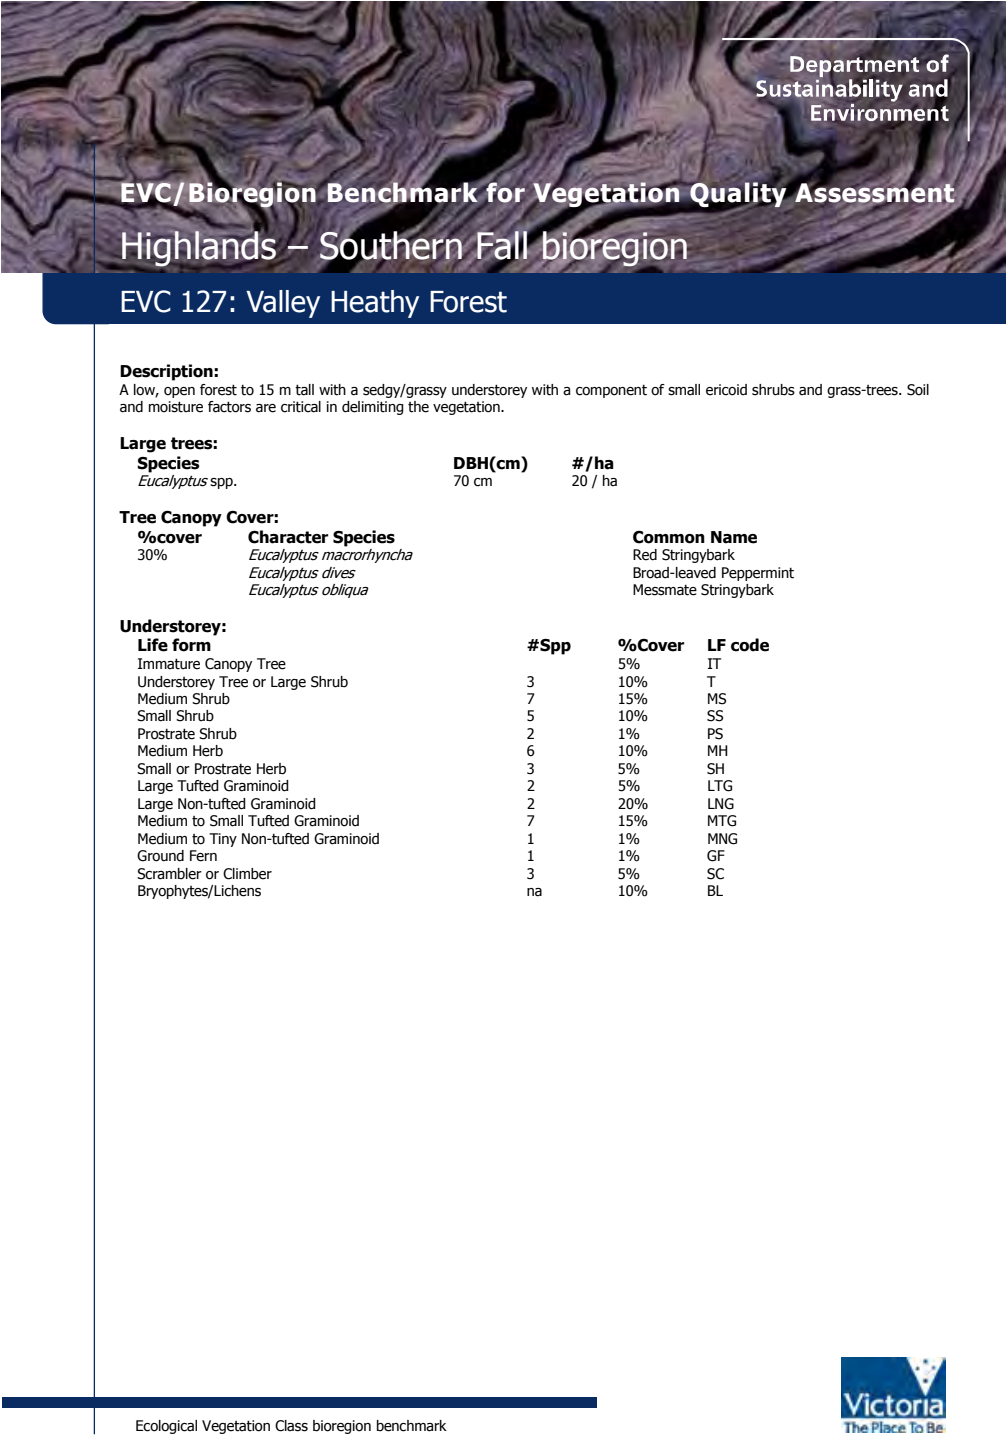 Department of
Sustainability and
Environment
EVC/Bioregion Benchmark for Vegetation Quality Assessment
Highlands – Southern Fall bioregion
EVC 127: Valley Heathy Forest
Description:
A low, open forest to 15 m tall with a sedgy/grassy understorey with a component of small ericoid shrubs and grass-trees. Soil
and moisture factors are critical in delimiting the vegetation.
Large trees:
Species DBH(cm) #/ha
Eucalyptus spp. 70 cm 20 / ha
Tree Canopy Cover:
%cover Character Species Common Name
30% Eucalyptus macrorhyncha Red Stringybark
Eucalyptus dives Broad-leaved Peppermint
Eucalyptus obliqua Messmate Stringybark
Understorey:
Life form #Spp %Cover LF code
Immature Canopy Tree 5% IT
Understorey Tree or Large Shrub 3 10% T
Medium Shrub 7 15% MS
Small Shrub 5 10% SS
Prostrate Shrub 2 1% PS
Medium Herb 6 10% MH
Small or Prostrate Herb 3 5% SH
Large Tufted Graminoid 2 5% LTG
Large Non-tufted Graminoid 2 20% LNG
Medium to Small Tufted Graminoid 7 15% MTG
Medium to Tiny Non-tufted Graminoid 1 1% MNG
Ground Fern 1 1% GF
Scrambler or Climber 3 5% SC
Bryophytes/Lichens na 10% BL
Victoria
The Place To Be
Ecological Vegetation Class bioregion benchmark